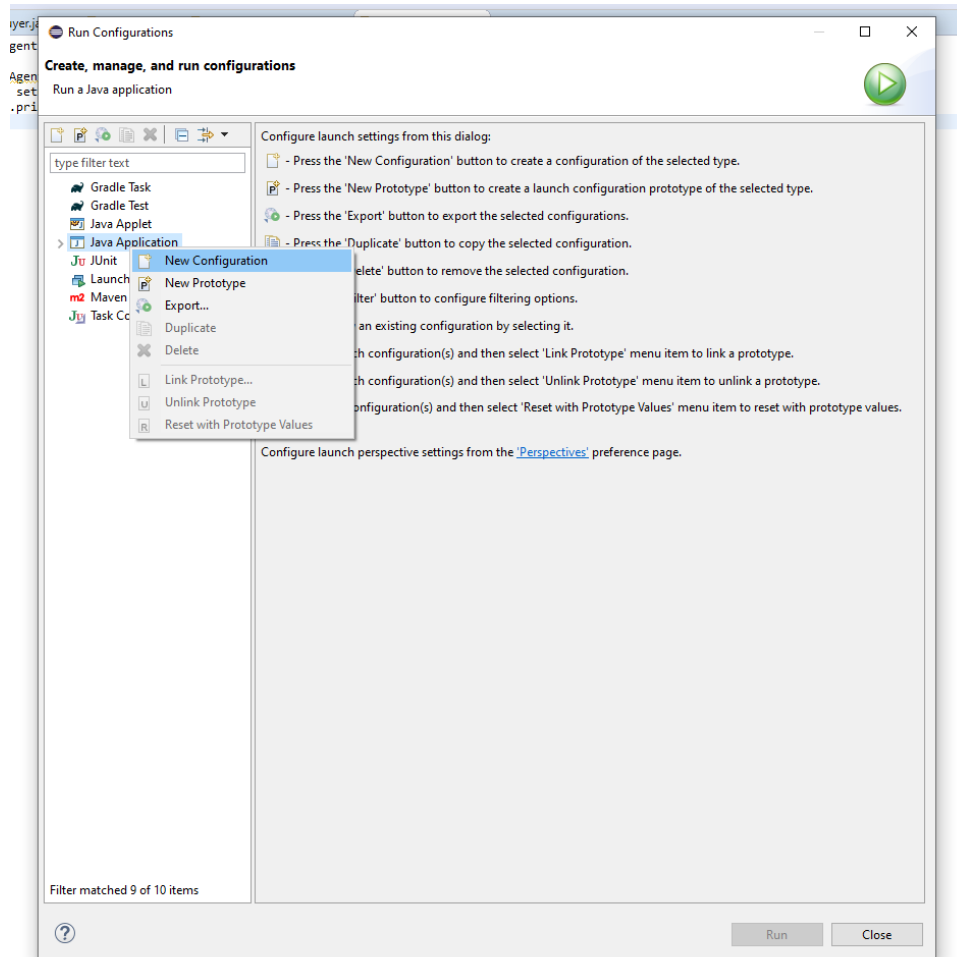 uyer.ja
gent
Agen
set
.pri
Run Configurations
Create, manage, and run configurations
Run a Java application
type filter text
Gradle Task
Gradle Test
Java Applet
Java Application
JUnit
Launch
Maven
Task Co
New Configuration
New Prototype
Export...
Duplicate
Delete
Link Prototype...
Unlink Prototype
Reset with Prototype Values
Configure launch settings from this dialog:
- Press the 'New Configuration' button to create a configuration of the selected type.
- Press the 'New Prototype' button to create a launch configuration prototype of the selected type.
- Press the 'Export' button to export the selected configurations.
- Press the 'Duplicate' button to copy the selected configuration.
elete' button to remove the selected configuration.
ilter' button to configure filtering options.
an existing configuration by selecting it.
ch configuration(s) and then select 'Link Prototype' menu item to link a prototype.
ch configuration(s) and then select 'Unlink Prototype' menu item to unlink a prototype.
onfiguration(s) and then select 'Reset with Prototype Values' menu item to reset with prototype values.
Configure launch perspective settings from the 'Perspectives' preference page.
Filter matched 9 of 10 items
Run
Close